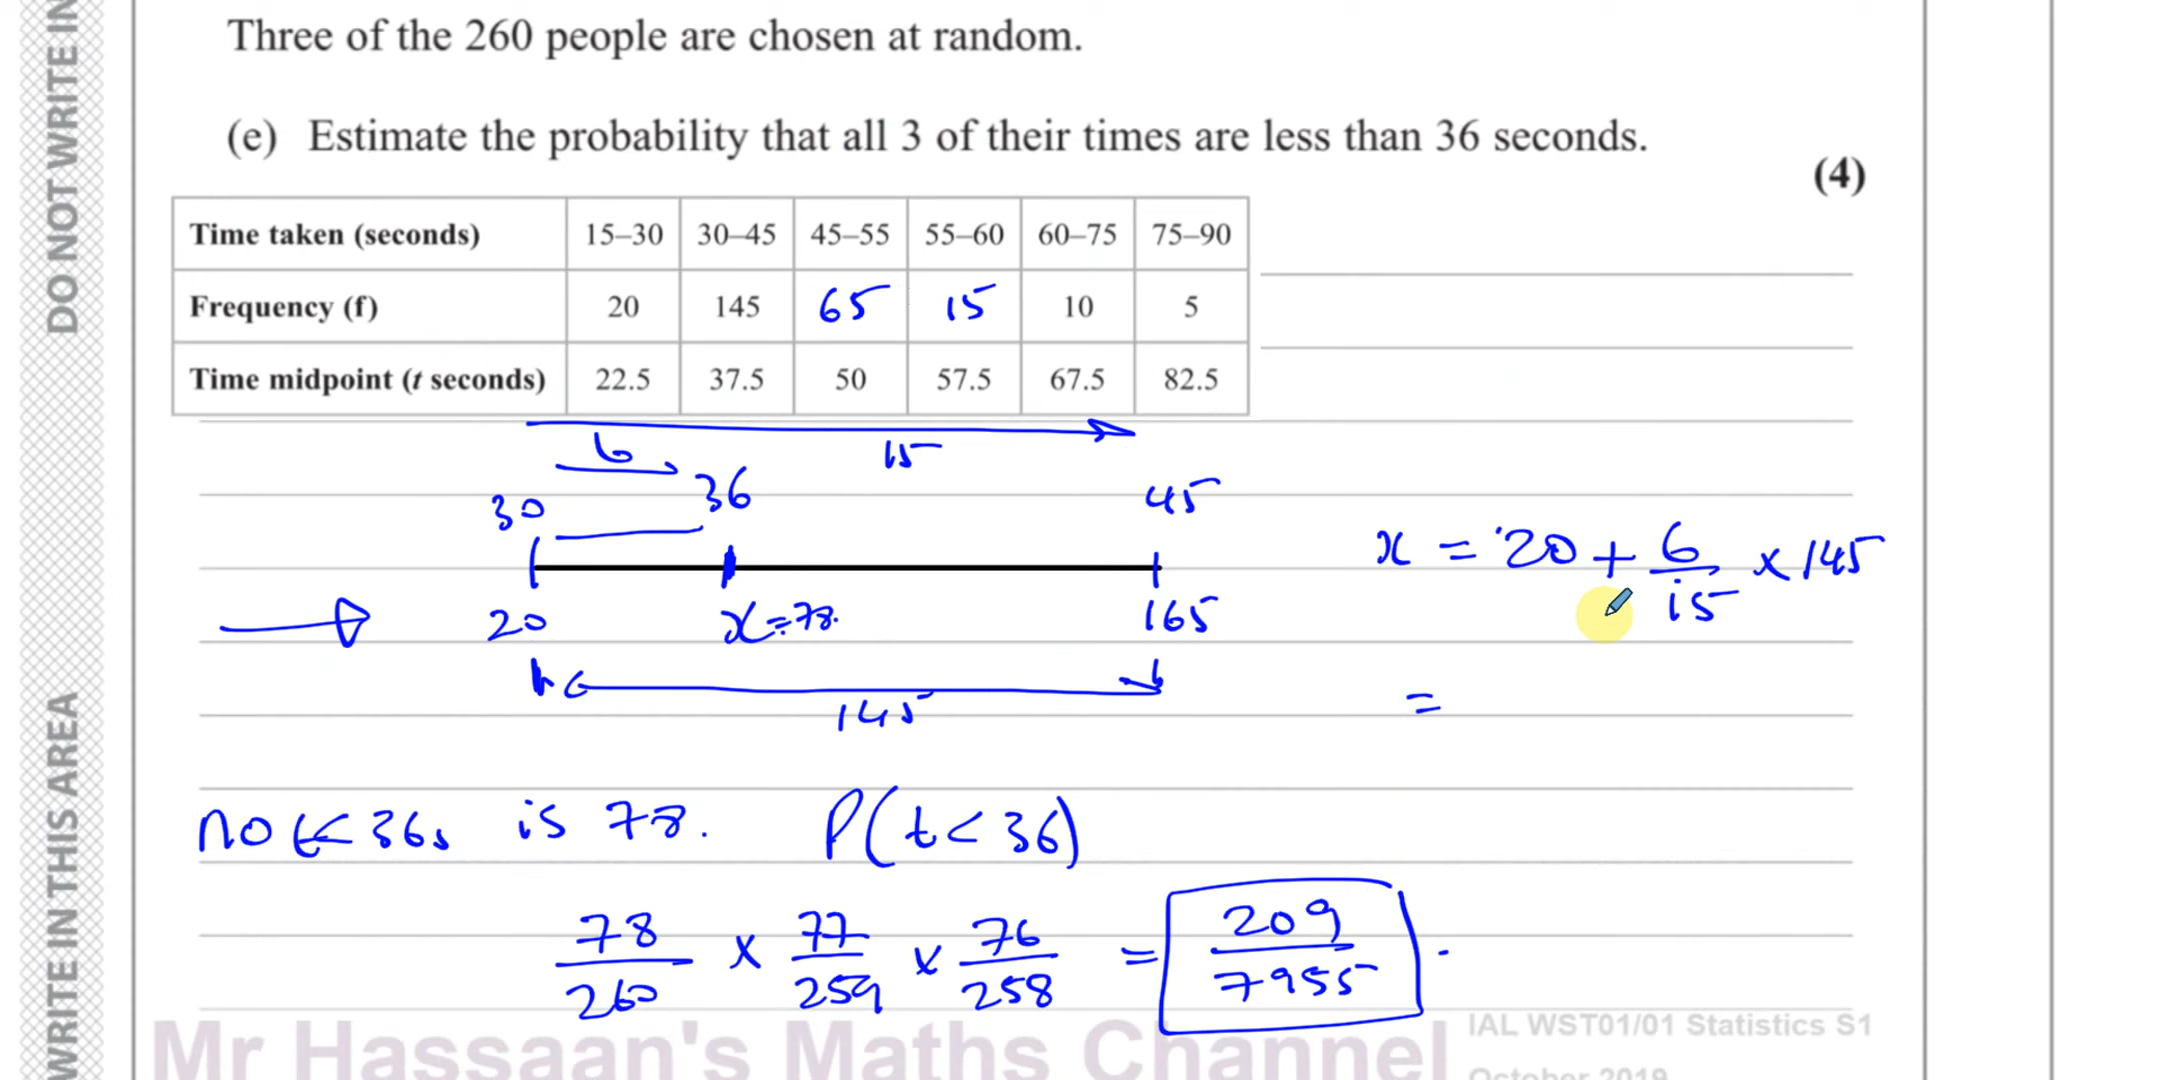 DO NOT WRITE IN
WRITE IN THIS AREA
Three of the 260 people are chosen at random.
(e) Estimate the probability that all 3 of their times are less than 36 seconds.
(4)
Time taken (seconds) 15–30 30–45 45–55 55–60 60–75 75–90
Frequency (f) 20 145 65 15 10 5
Time midpoint (t seconds) 22.5 37.5 50 57.5 67.5 82.5
6 15
30 36 45
20 x=78. 165
145
x = 20 + 6/15 × 145
=
no t<36s is 78. P(t<36)
78/260 × 77/259 × 76/258 = 209/7955.
Mr Hassaan's Maths Channel
IAL WST01/01 Statistics S1
October 2019